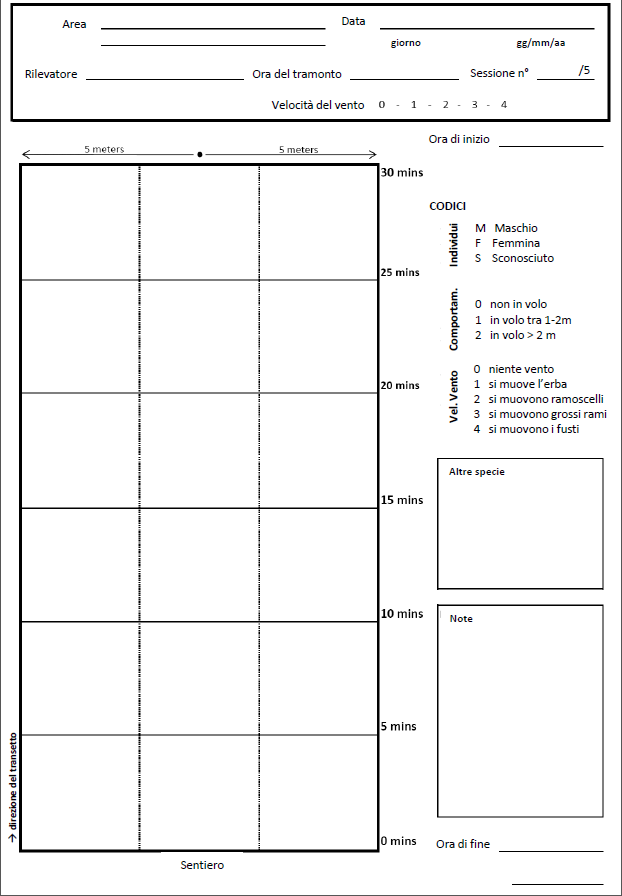 Area
Data
giorno gg/mm/aa
Rilevatore Ora del tramonto Sessione n° /5
Velocità del vento 0 - 1 - 2 - 3 - 4
Ora di inizio
5 meters 5 meters
30 mins
25 mins
20 mins
15 mins
10 mins
5 mins
0 mins
→ direzione del transetto
Sentiero
CODICI
Individui
M Maschio
F Femmina
S Sconosciuto
Comportam.
0 non in volo
1 in volo tra 1-2m
2 in volo > 2 m
Vel. Vento
0 niente vento
1 si muove l'erba
2 si muovono ramoscelli
3 si muovono grossi rami
4 si muovono i fusti
Altre specie
Note
Ora di fine